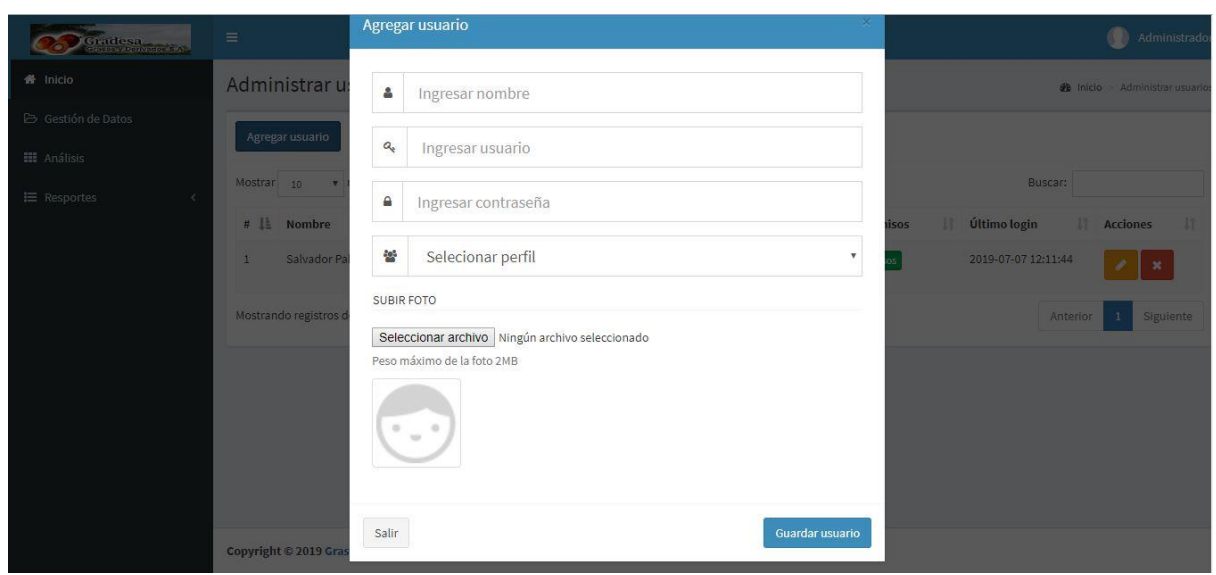 Gradesa
Agregar usuario
Administrador
Inicio
Gestión de Datos
Análisis
Resportes
Administrar u
Inicio
Administrar usuarios
Agregar usuario
Mostrar 10
Buscar:
# Nombre
isos Último login Acciones
1 Salvador Pal
os 2019-07-07 12:11:44
Mostrando registros d
Anterior 1 Siguiente
Copyright © 2019 Gras
Ingresar nombre
Ingresar usuario
Ingresar contraseña
Selecionar perfil
SUBIR FOTO
Seleccionar archivo Ningún archivo seleccionado
Peso máximo de la foto 2MB
Salir
Guardar usuario